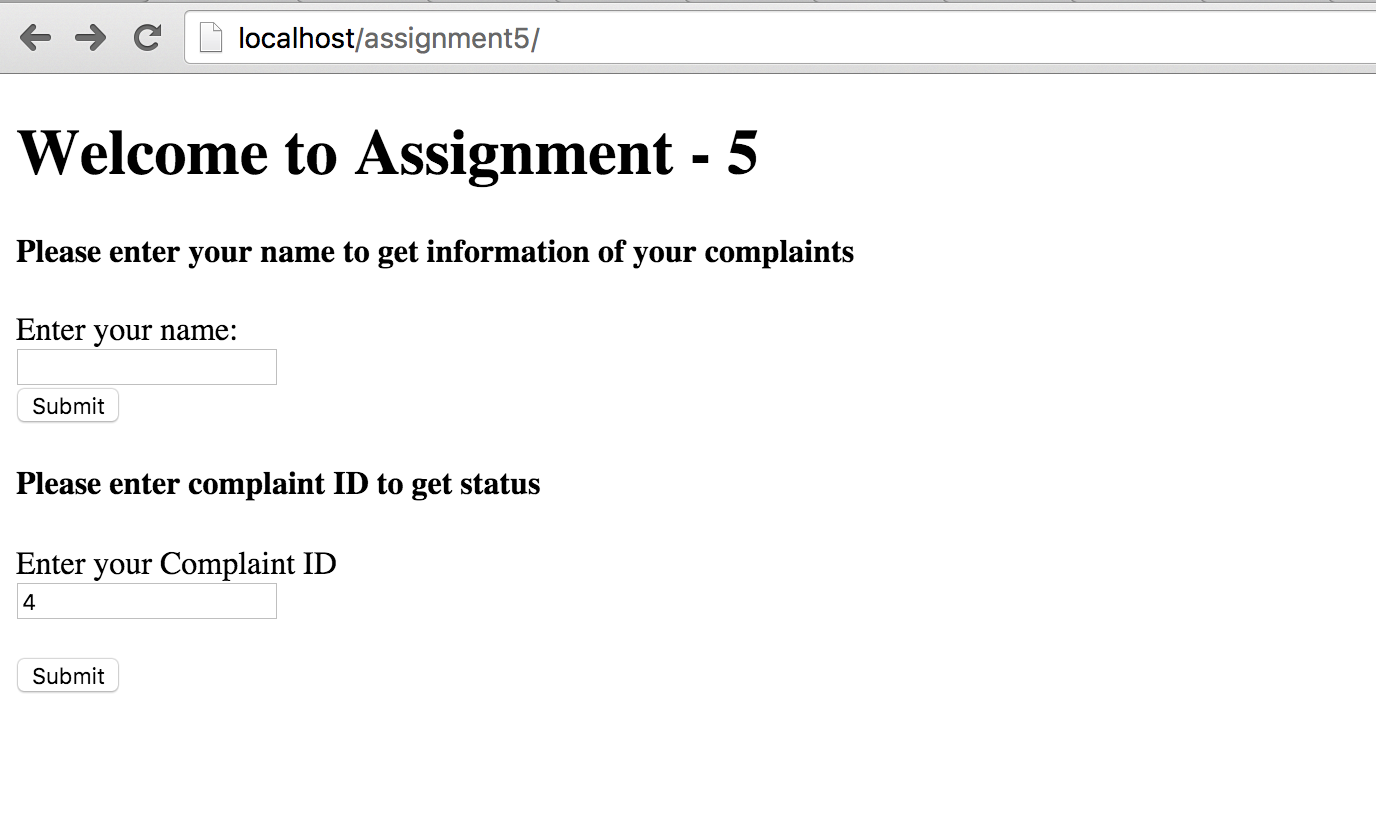 localhost/assignment5/
Welcome to Assignment - 5
Please enter your name to get information of your complaints
Enter your name:
Submit
Please enter complaint ID to get status
Enter your Complaint ID
4
Submit